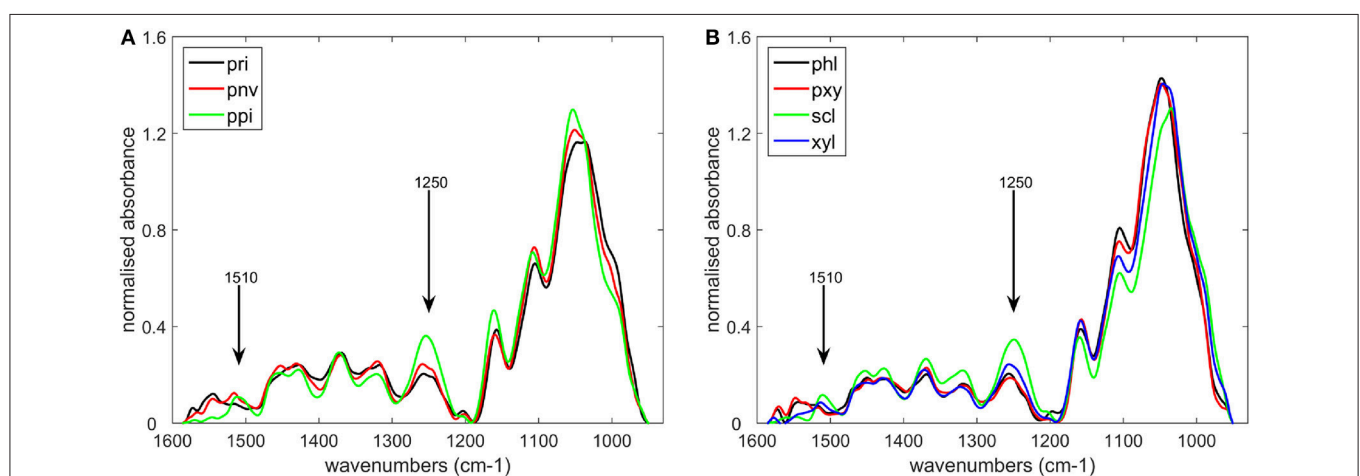 A
1.6
1.2
0.8
0.4
0
normalised absorbance
pri
pnv
ppi
1510
1250
1600 1500 1400 1300 1200 1100 1000
wavenumbers (cm-1)
B
1.6
1.2
0.8
0.4
0
normalised absorbance
phl
pxy
scl
xyl
1510
1250
1600 1500 1400 1300 1200 1100 1000
wavenumbers (cm-1)